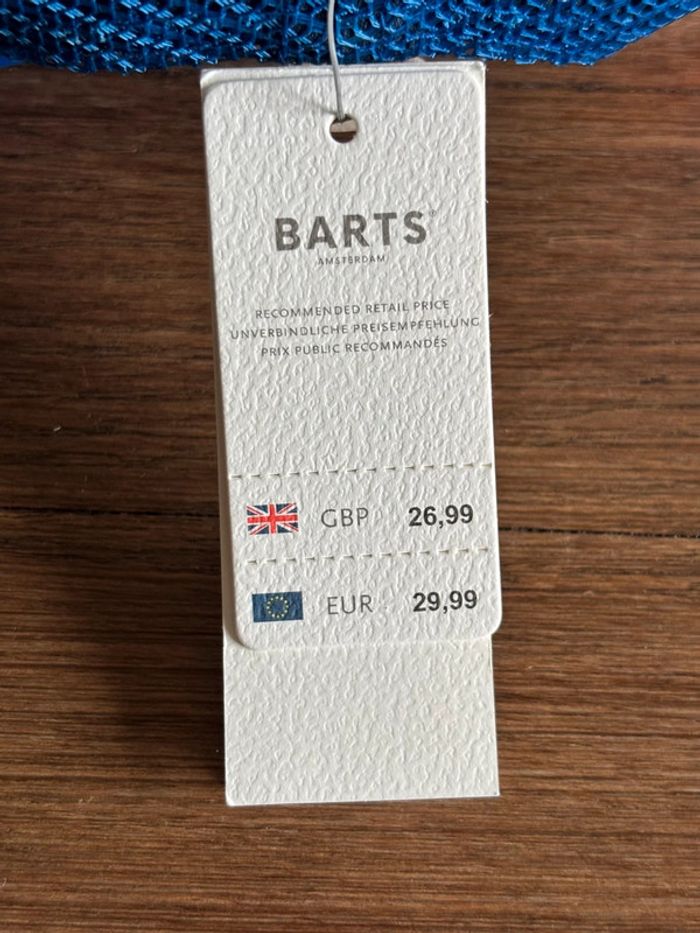 BARTS®
AMSTERDAM
RECOMMENDED RETAIL PRICE
UNVERBINDLICHE PREISEMPFEHLUNG
PRIX PUBLIC RECOMMANDÉS
GBP 26,99
EUR 29,99